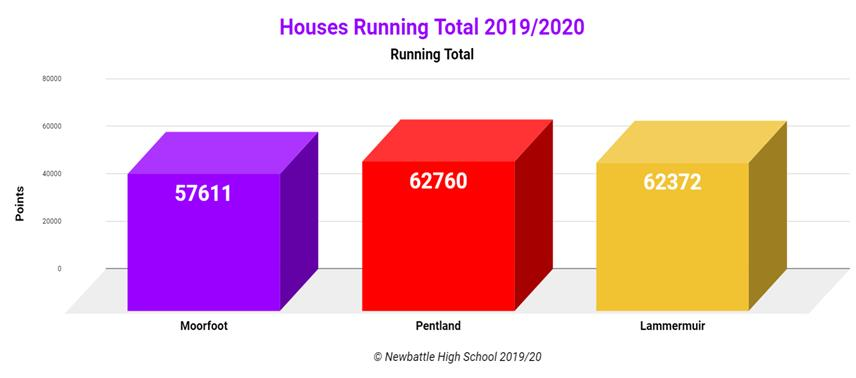 Houses Running Total 2019/2020
Running Total
80000
60000
40000
20000
0
Points
57611
62760
62372
Moorfoot
Pentland
Lammermuir
© Newbattle High School 2019/20